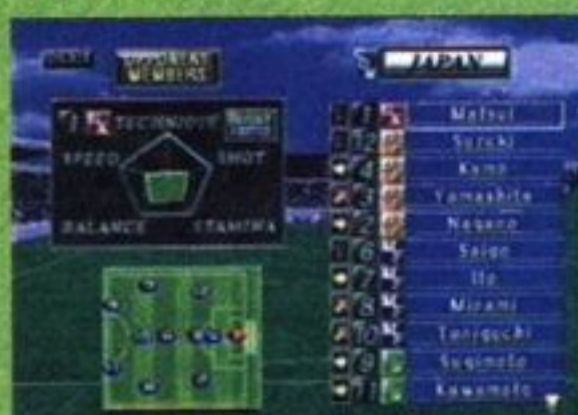 OPPONENT
MEMBERS
JAPAN
TECHNIQUE
SPEED SHOT
BALANCE STAMINA
1 Matsui
12 Suzuki
4 Kano
3 Yamashita
2 Nagano
6 Saigo
7 Ito
8 Minami
10 Taniguchi
9 Sugimoto
11 Kawamoto